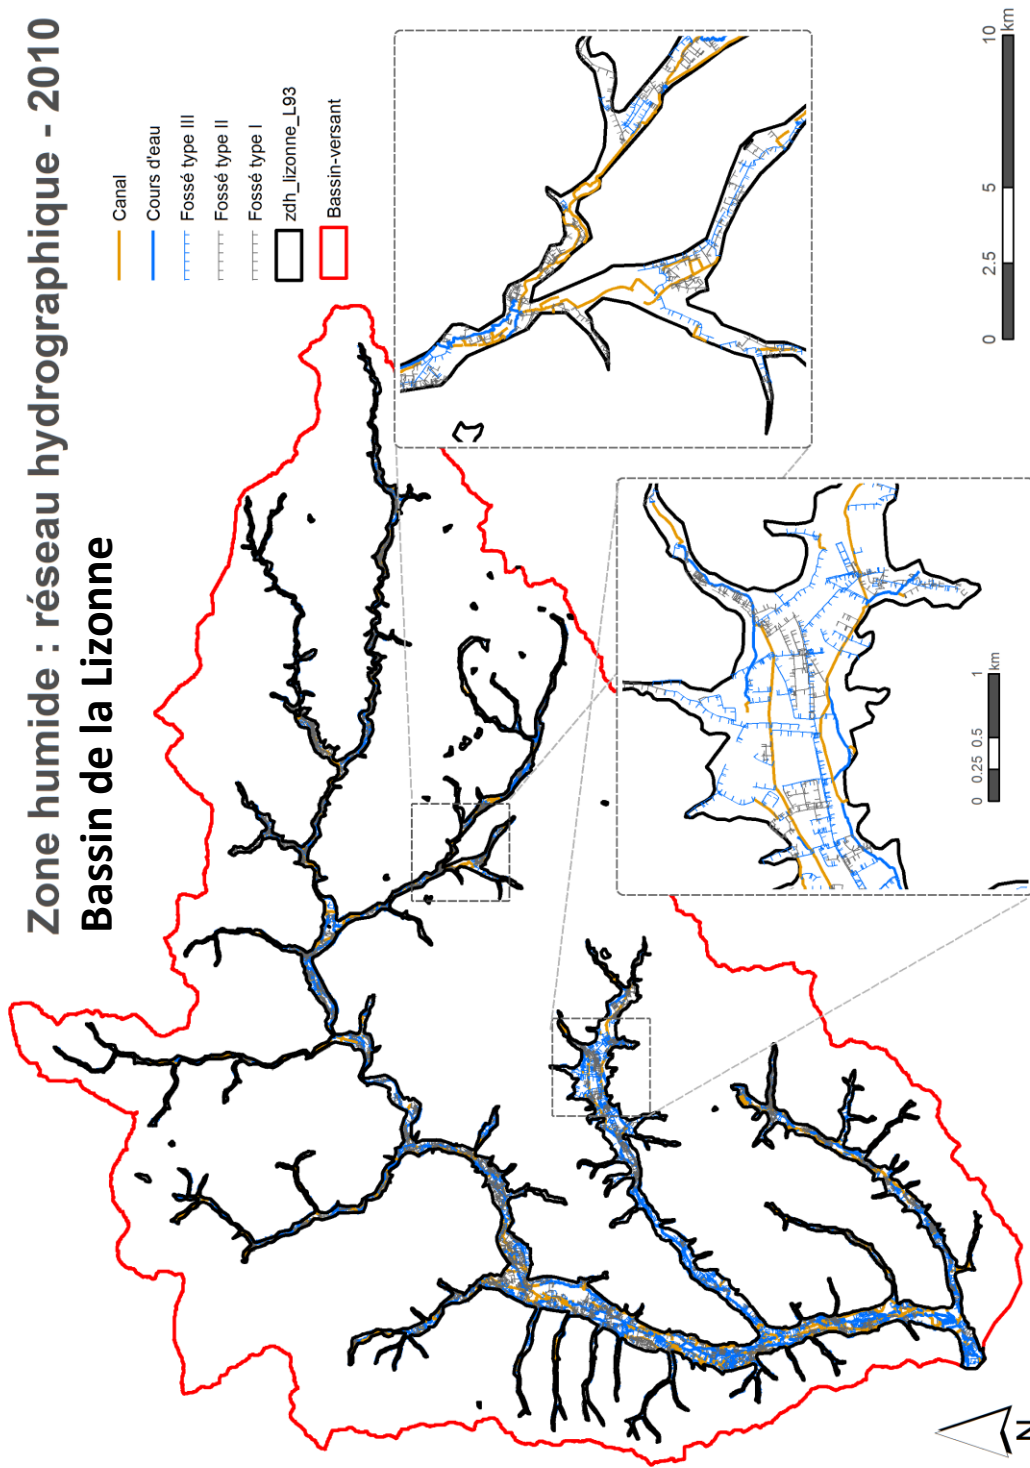 Zone humide : réseau hydrographique - 2010
Bassin de la Lizonne
Canal
Cours d'eau
Fossé type III
Fossé type II
Fossé type I
zdh_lizonne_L93
Bassin-versant
0 2.5 5 10
km
0 0.25 0.5 1
km
N